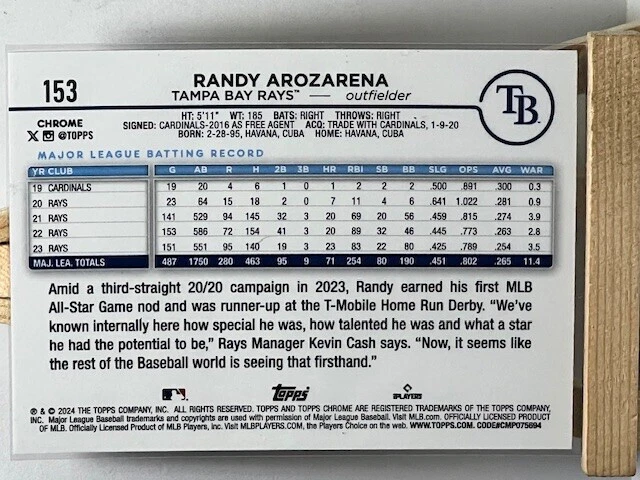 153
RANDY AROZARENA
TAMPA BAY RAYS™ — outfielder
TB
CHROME
X @TOPPS
HT: 5'11" WT: 185 BATS: RIGHT THROWS: RIGHT
SIGNED: CARDINALS-2016 AS FREE AGENT ACQ: TRADE WITH CARDINALS, 1-9-20
BORN: 2-28-95, HAVANA, CUBA HOME: HAVANA, CUBA
MAJOR LEAGUE BATTING RECORD
YR CLUB G AB R H 2B 3B HR RBI SB BB SLG OPS AVG WAR
19 CARDINALS 19 20 4 6 1 0 1 2 2 2 .500 .891 .300 0.3
20 RAYS 23 64 15 18 2 0 7 11 4 6 .641 1.022 .281 0.9
21 RAYS 141 529 94 145 32 3 20 69 20 56 .459 .815 .274 3.9
22 RAYS 153 586 72 154 41 3 20 89 32 46 .445 .773 .263 2.8
23 RAYS 151 551 95 140 19 3 23 83 22 80 .425 .789 .254 3.5
MAJ. LEA. TOTALS 487 1750 280 463 95 9 71 254 80 190 .451 .802 .265 11.4
Amid a third-straight 20/20 campaign in 2023, Randy earned his first MLB
All-Star Game nod and was runner-up at the T-Mobile Home Run Derby. “We’ve
known internally here how special he was, how talented he was and what a star
he had the potential to be,” Rays Manager Kevin Cash says. “Now, it seems like
the rest of the Baseball world is seeing that firsthand.”
Topps
PLAYERS
® & © 2024 THE TOPPS COMPANY, INC. ALL RIGHTS RESERVED. TOPPS AND TOPPS CHROME ARE REGISTERED TRADEMARKS OF THE TOPPS COMPANY,
INC. Major League Baseball trademarks and copyrights are used with permission of Major League Baseball. Visit MLB.com. OFFICIALLY LICENSED PRODUCT
OF MLB. Officially Licensed Product of MLB Players, Inc. Visit MLBPLAYERS.COM, the Players Choice on the web. WWW.TOPPS.COM. CODE#CMP075694